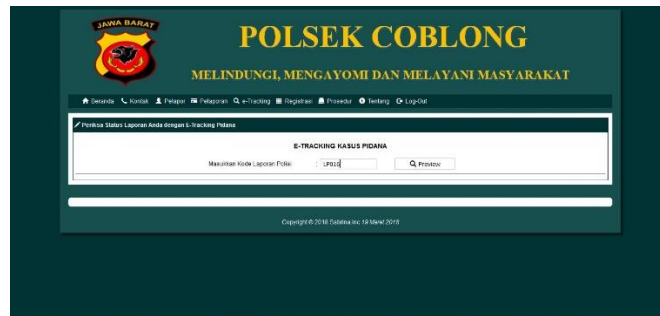 JAWA BARAT
POLSEK COBLONG
MELINDUNGI, MENGAYOMI DAN MELAYANI MASYARAKAT
Beranda Kontak Pelapor Pelaporan e-Tracking Registrasi Prosedur Tentang Log-Out
Periksa Status Laporan Anda dengan E-Tracking Pidana
E-TRACKING KASUS PIDANA
Masukkan Kode Laporan Polisi : LP016 Preview
Copyright © 2018 Sabrina.Inc 19 Maret 2018